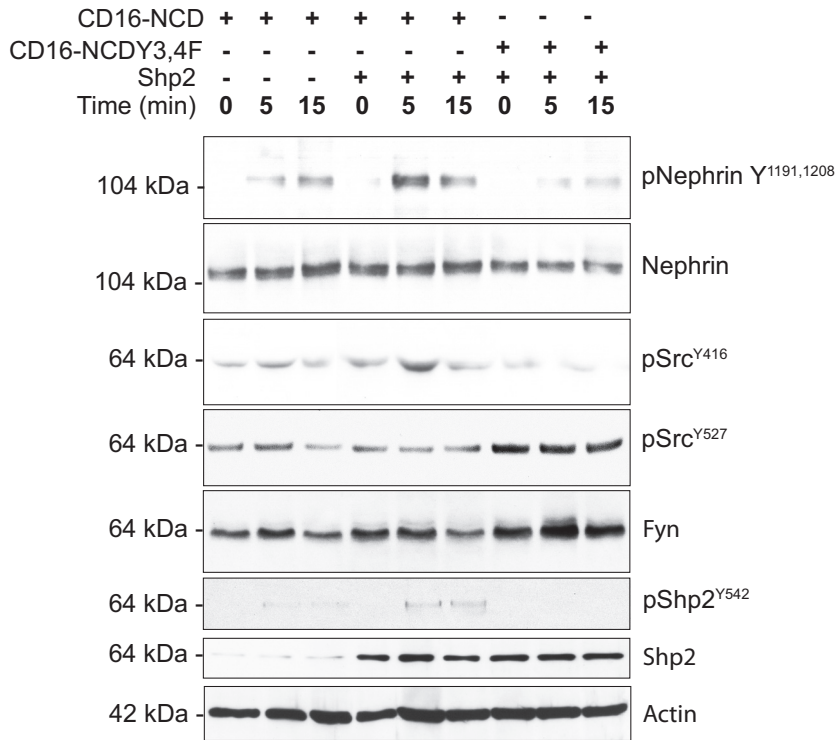 CD16-NCD + + + + + + - - -
CD16-NCDY3,4F - - - - - - + + +
Shp2 - - - + + + + + +
Time (min) 0 5 15 0 5 15 0 5 15
104 kDa - pNephrin Y1191,1208
Nephrin
104 kDa -
64 kDa - pSrcY416
64 kDa - pSrcY527
64 kDa - Fyn
64 kDa - pShp2Y542
64 kDa - Shp2
42 kDa - Actin